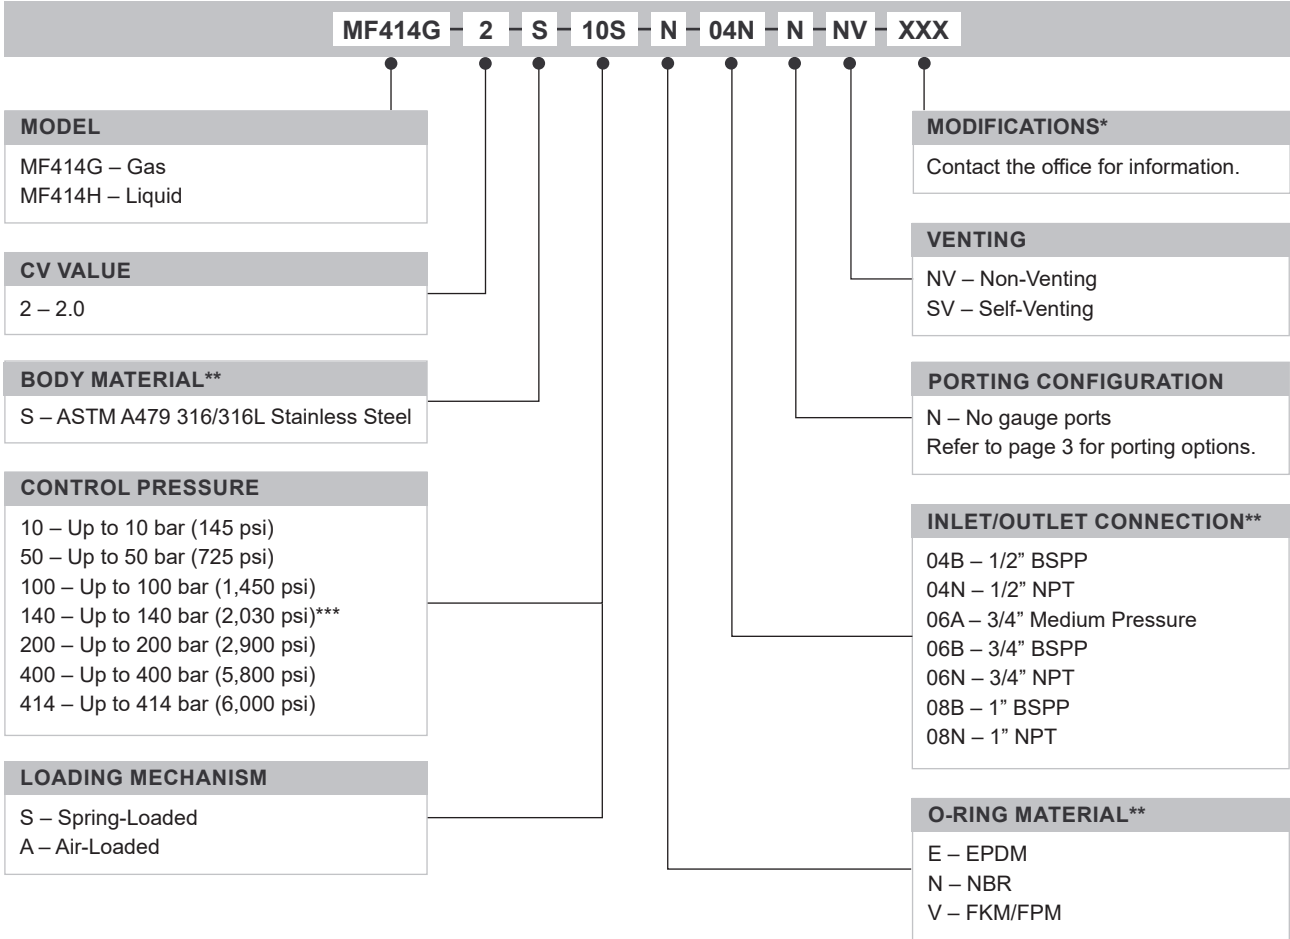 MF414G 2 S 10S N 04N N NV XXX
MODEL
MF414G – Gas
MF414H – Liquid
CV VALUE
2 – 2.0
BODY MATERIAL**
S – ASTM A479 316/316L Stainless Steel
CONTROL PRESSURE
10 – Up to 10 bar (145 psi)
50 – Up to 50 bar (725 psi)
100 – Up to 100 bar (1,450 psi)
140 – Up to 140 bar (2,030 psi)***
200 – Up to 200 bar (2,900 psi)
400 – Up to 400 bar (5,800 psi)
414 – Up to 414 bar (6,000 psi)
LOADING MECHANISM
S – Spring-Loaded
A – Air-Loaded
MODIFICATIONS*
Contact the office for information.
VENTING
NV – Non-Venting
SV – Self-Venting
PORTING CONFIGURATION
N – No gauge ports
Refer to page 3 for porting options.
INLET/OUTLET CONNECTION**
04B – 1/2” BSPP
04N – 1/2” NPT
06A – 3/4” Medium Pressure
06B – 3/4” BSPP
06N – 3/4” NPT
08B – 1” BSPP
08N – 1” NPT
O-RING MATERIAL**
E – EPDM
N – NBR
V – FKM/FPM